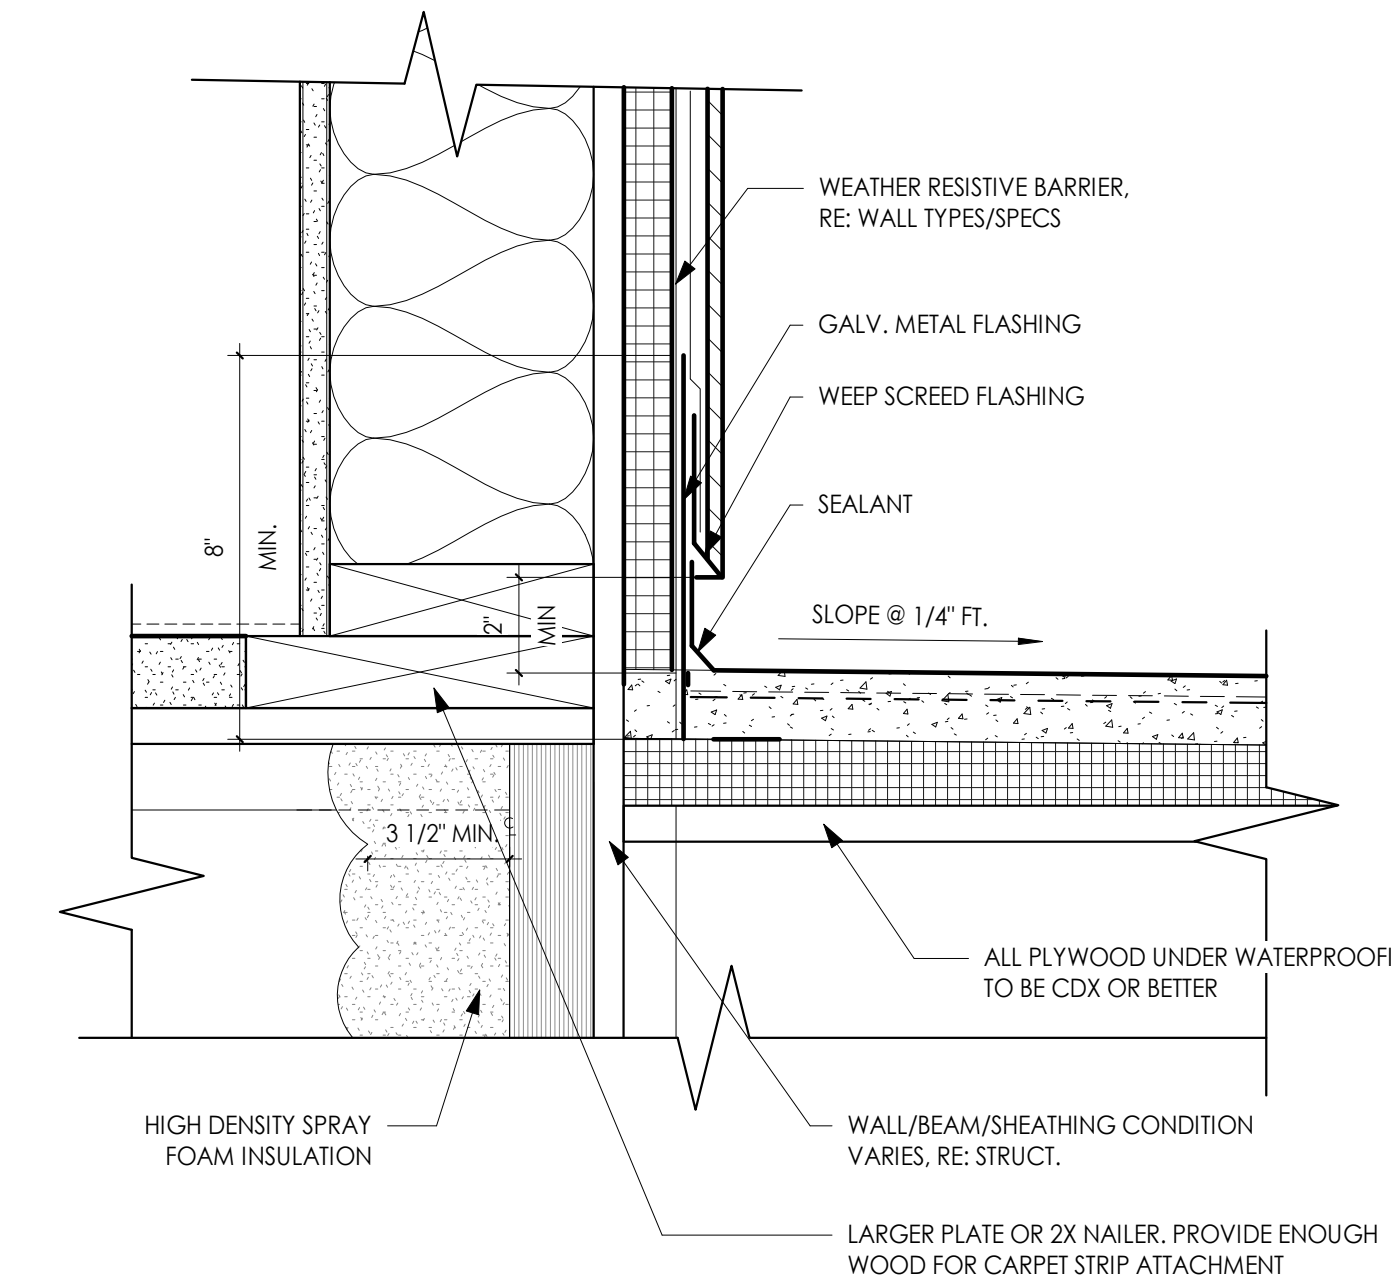 WEATHER RESISTIVE BARRIER,
RE: WALL TYPES/SPECS
GALV. METAL FLASHING
WEEP SCREED FLASHING
SEALANT
8"
MIN.
2"
MIN
SLOPE @ 1/4" FT.
3 1/2" MIN.
ALL PLYWOOD UNDER WATERPROOFI
TO BE CDX OR BETTER
HIGH DENSITY SPRAY
FOAM INSULATION
WALL/BEAM/SHEATHING CONDITION
VARIES, RE: STRUCT.
LARGER PLATE OR 2X NAILER. PROVIDE ENOUGH
WOOD FOR CARPET STRIP ATTACHMENT